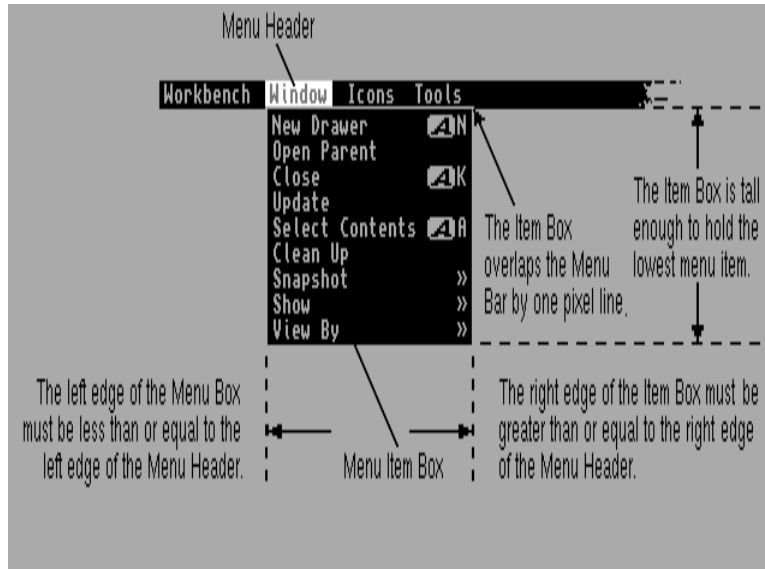 Menu Header
Workbench Window Icons Tools
New Drawer A N
Open Parent
Close A K
Update
Select Contents A A
Clean Up
Snapshot »
Show »
View By »
The Item Box
overlaps the Menu
Bar by one pixel line.
The Item Box is tall
enough to hold the
lowest menu item.
The left edge of the Menu Box
must be less than or equal to the
left edge of the Menu Header.
Menu Item Box
The right edge of the Item Box must be
greater than or equal to the right edge
of the Menu Header.